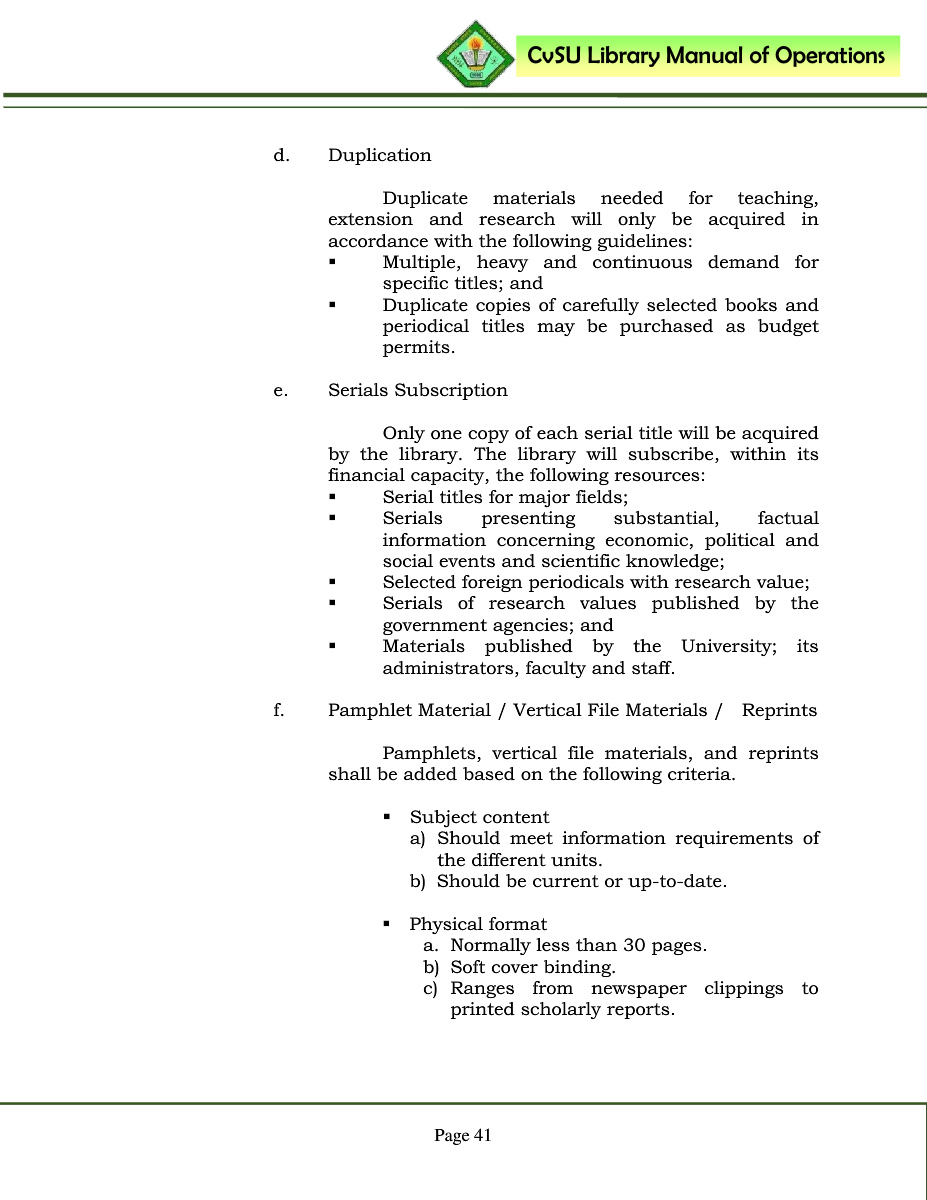 CvSU Library Manual of Operations
d. Duplication
Duplicate materials needed for teaching,
extension and research will only be acquired in
accordance with the following guidelines:
▪ Multiple, heavy and continuous demand for
specific titles; and
▪ Duplicate copies of carefully selected books and
periodical titles may be purchased as budget
permits.
e. Serials Subscription
Only one copy of each serial title will be acquired
by the library. The library will subscribe, within its
financial capacity, the following resources:
▪ Serial titles for major fields;
▪ Serials presenting substantial, factual
information concerning economic, political and
social events and scientific knowledge;
▪ Selected foreign periodicals with research value;
▪ Serials of research values published by the
government agencies; and
▪ Materials published by the University; its
administrators, faculty and staff.
f. Pamphlet Material / Vertical File Materials / Reprints
Pamphlets, vertical file materials, and reprints
shall be added based on the following criteria.
▪ Subject content
a) Should meet information requirements of
the different units.
b) Should be current or up-to-date.
▪ Physical format
a. Normally less than 30 pages.
b) Soft cover binding.
c) Ranges from newspaper clippings to
printed scholarly reports.
Page 41